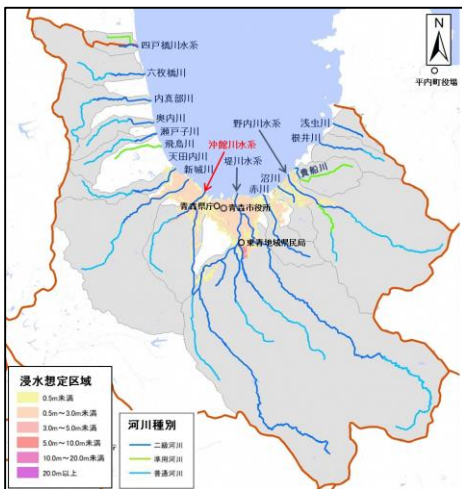 N
平内町役場
四戸橋川水系
六枚橋川
内真部川
奥内川
瀬戸子川
飛鳥川
天田内川
新城川
沖館川水系
堤川水系
野内川水系
浅虫川
根井川
貴船川
沼川
赤川
青森県庁
青森市役所
東青地域県民局
浸水想定区域
0.5m未満
0.5m～3.0m未満
3.0m～5.0m未満
5.0m～10.0m未満
10.0m～20.0m未満
20.0m以上
河川種別
二級河川
準用河川
普通河川